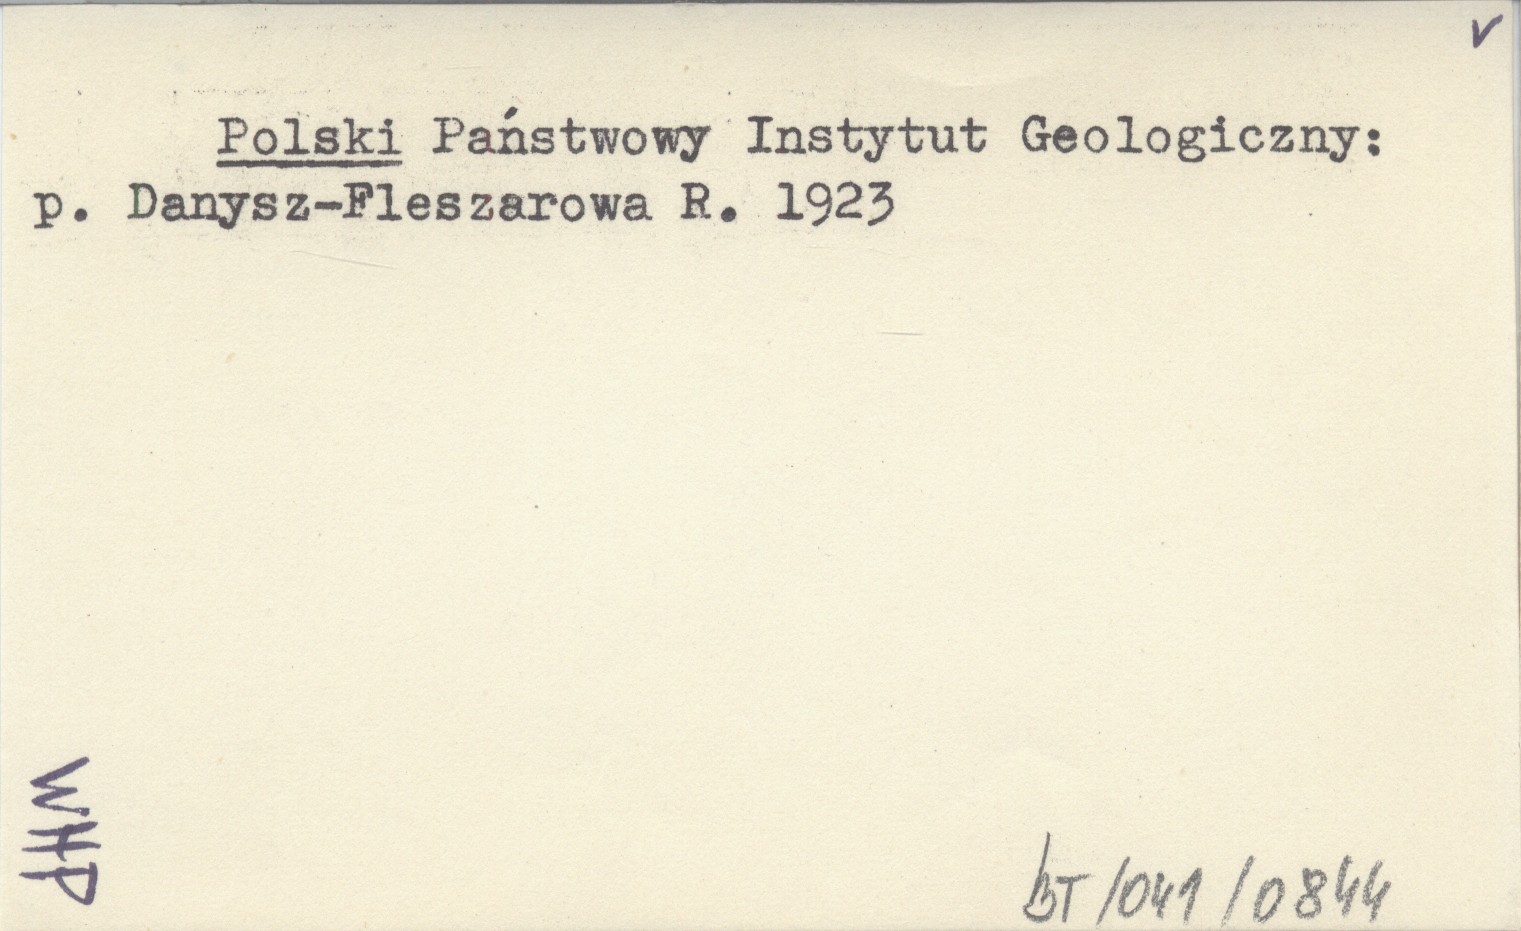 Polski Państwowy Instytut Geologiczny:
p. Danysz-Fleszarowa R. 1923
WHP
BT/041/0844